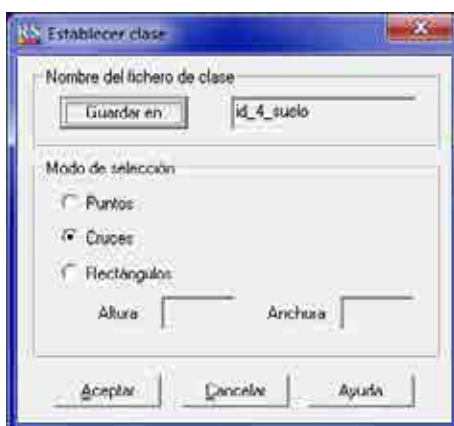 Establecer clase
Nombre del fichero de clase
Guardar en id_4_suelo
Modo de selección
Puntos
Cruces
Rectángulos
Altura Anchura
Aceptar Cancelar Ayuda